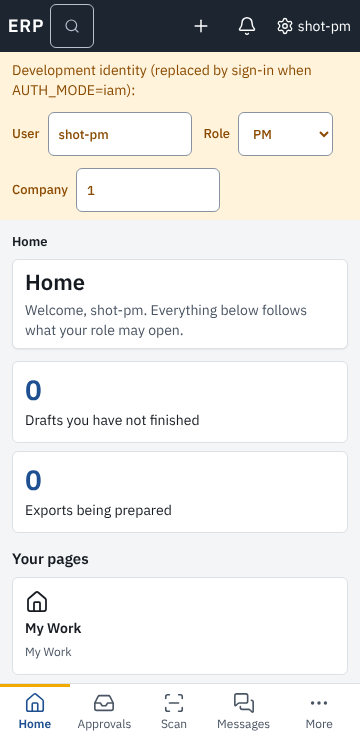 ERP
shot-pm
Development identity (replaced by sign-in when
AUTH_MODE=iam):
User
shot-pm
Role
PM
Company
1
Home
Home
Welcome, shot-pm. Everything below follows
what your role may open.
0
Drafts you have not finished
0
Exports being prepared
Your pages
My Work
My Work
Home
Approvals
Scan
Messages
More